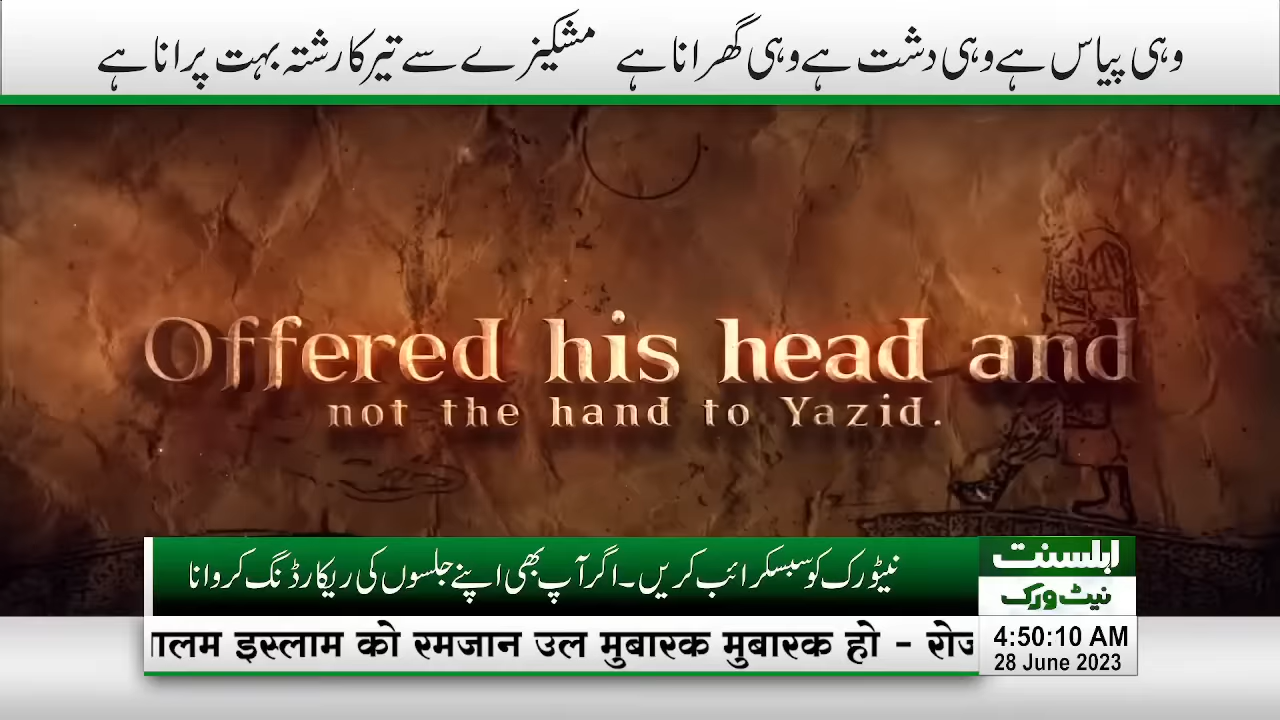 وہی پیاس ہے وہی دشت ہے وہی گھرانا ہے   مشکیزے سے تیر کا رشتہ بہت پرانا ہے
Offered his head and
not the hand to Yazid.
نیٹورک کو سبسکرائب کریں۔ اگر آپ بھی اپنے جلسوں کی ریکارڈنگ کروانا
اہلسنت
نیٹ ورک
ालम इस्लाम को रमजान उल मुबारक मुबारक हो - रोज
4:50:10 AM
28 June 2023